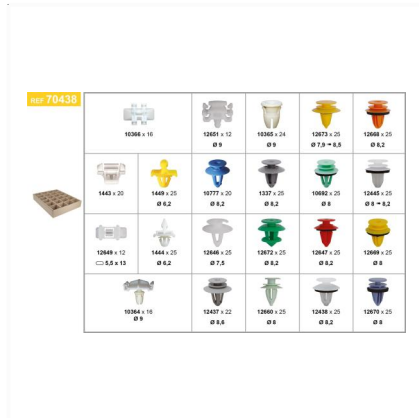 REF 70438
10366 x 16
12651 x 12
Ø 9
10365 x 24
Ø 9
12673 x 25
Ø 7,9 → 8,5
12668 x 25
Ø 8,2
1443 x 20
1449 x 25
Ø 6,2
10777 x 20
Ø 8,2
1337 x 25
Ø 8,2
10692 x 25
Ø 8
12445 x 25
Ø 8 → 8,2
12649 x 12
5,5 x 13
1444 x 25
Ø 6,2
12646 x 25
Ø 7,5
12672 x 25
Ø 8,2
12647 x 25
Ø 8,2
12669 x 25
Ø 8
10364 x 16
Ø 9
12437 x 22
Ø 8,6
12660 x 25
Ø 8
12438 x 25
Ø 8,2
12670 x 25
Ø 8